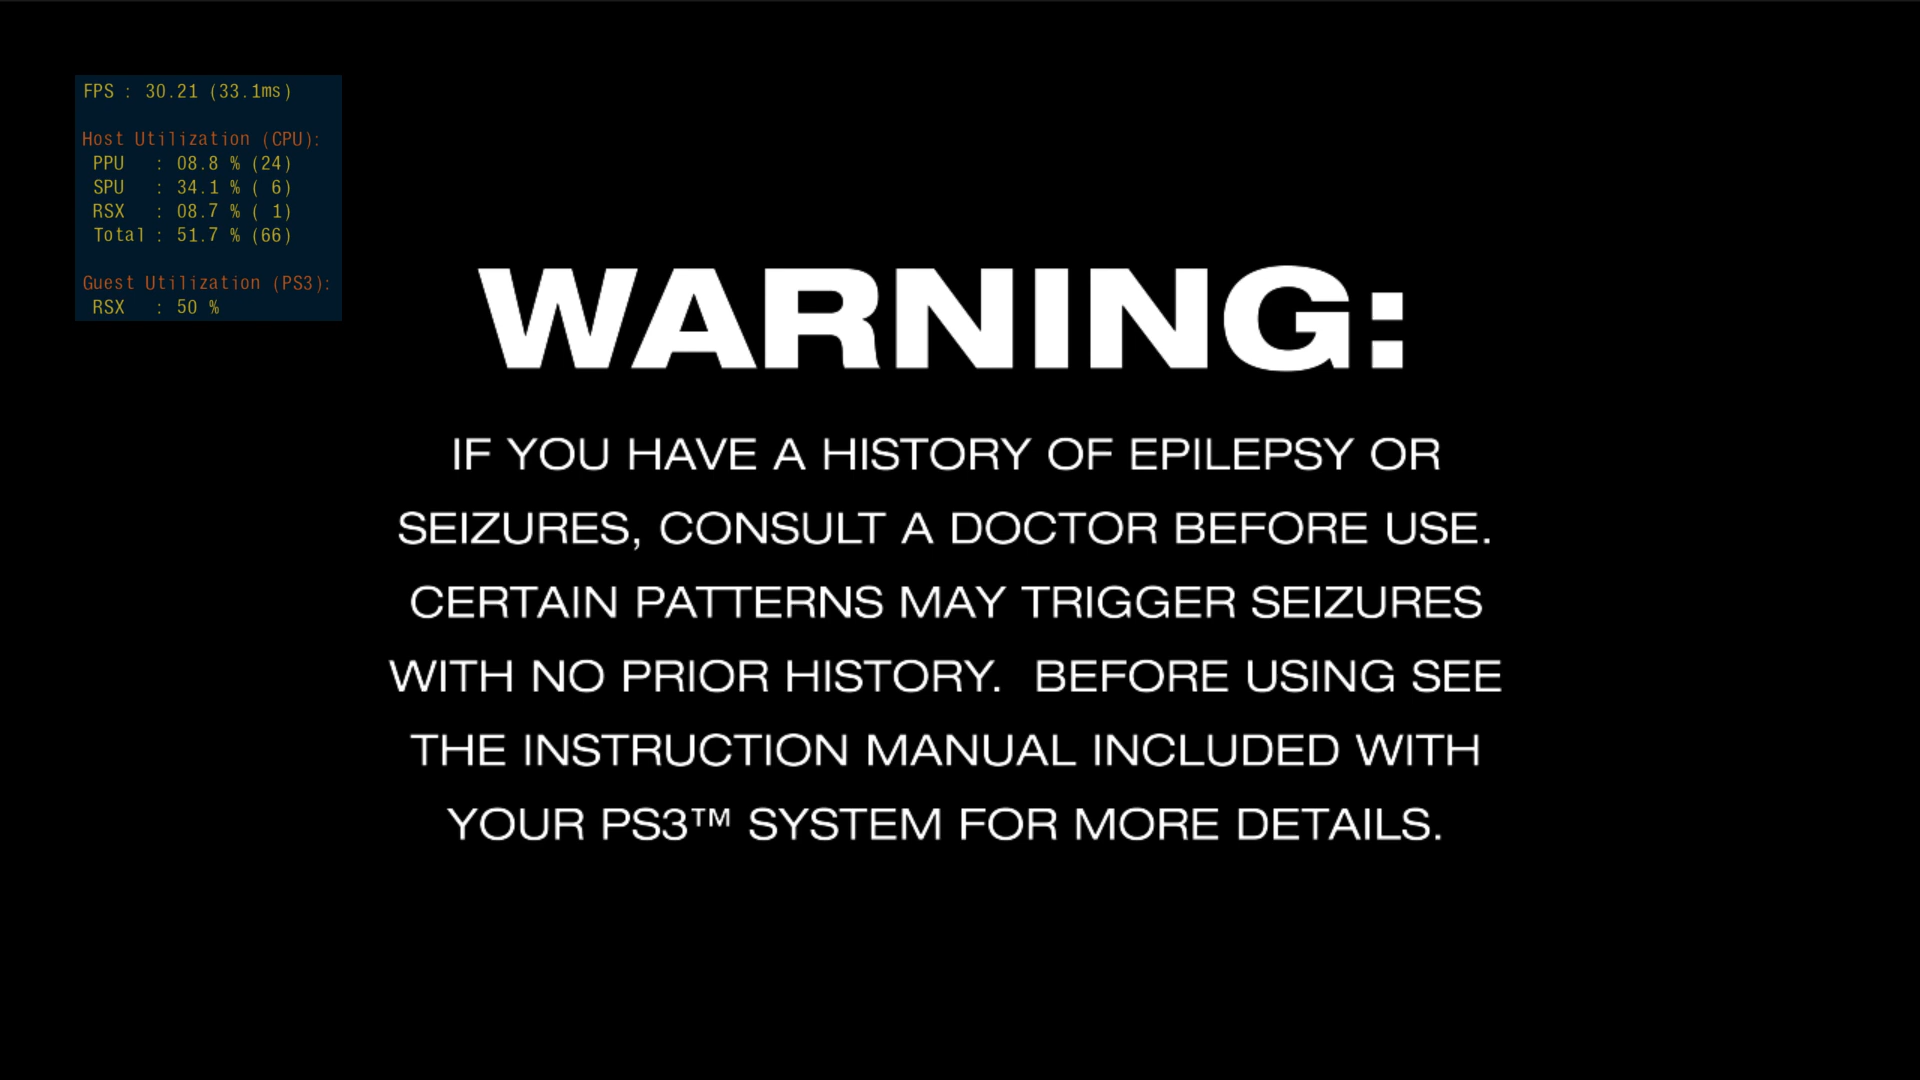 FPS : 30.21 (33.1ms)
Host Utilization (CPU):
PPU : 08.8 % (24)
SPU : 34.1 % ( 6)
RSX : 08.7 % ( 1)
Total : 51.7 % (66)
Guest Utilization (PS3):
RSX : 50 %
WARNING:
IF YOU HAVE A HISTORY OF EPILEPSY OR
SEIZURES, CONSULT A DOCTOR BEFORE USE.
CERTAIN PATTERNS MAY TRIGGER SEIZURES
WITH NO PRIOR HISTORY.  BEFORE USING SEE
THE INSTRUCTION MANUAL INCLUDED WITH
YOUR PS3™ SYSTEM FOR MORE DETAILS.